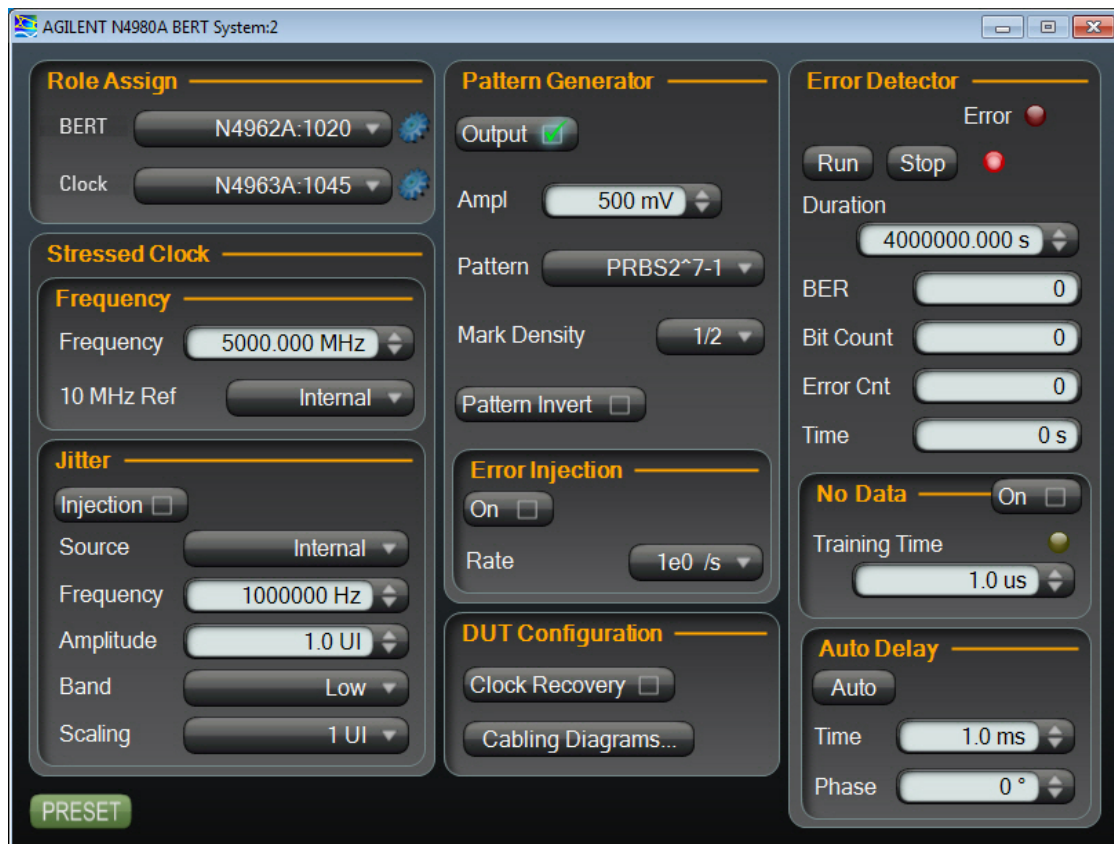 AGILENT N4980A BERT System:2
Role Assign
BERT N4962A:1020
Clock N4963A:1045
Stressed Clock
Frequency
Frequency 5000.000 MHz
10 MHz Ref Internal
Jitter
Injection
Source Internal
Frequency 1000000 Hz
Amplitude 1.0 UI
Band Low
Scaling 1 UI
PRESET
Pattern Generator
Output
Ampl 500 mV
Pattern PRBS2^7-1
Mark Density 1/2
Pattern Invert
Error Injection
On
Rate 1e0 /s
DUT Configuration
Clock Recovery
Cabling Diagrams...
Error Detector
Error
Run Stop
Duration
4000000.000 s
BER 0
Bit Count 0
Error Cnt 0
Time 0 s
No Data On
Training Time
1.0 us
Auto Delay
Auto
Time 1.0 ms
Phase 0 °